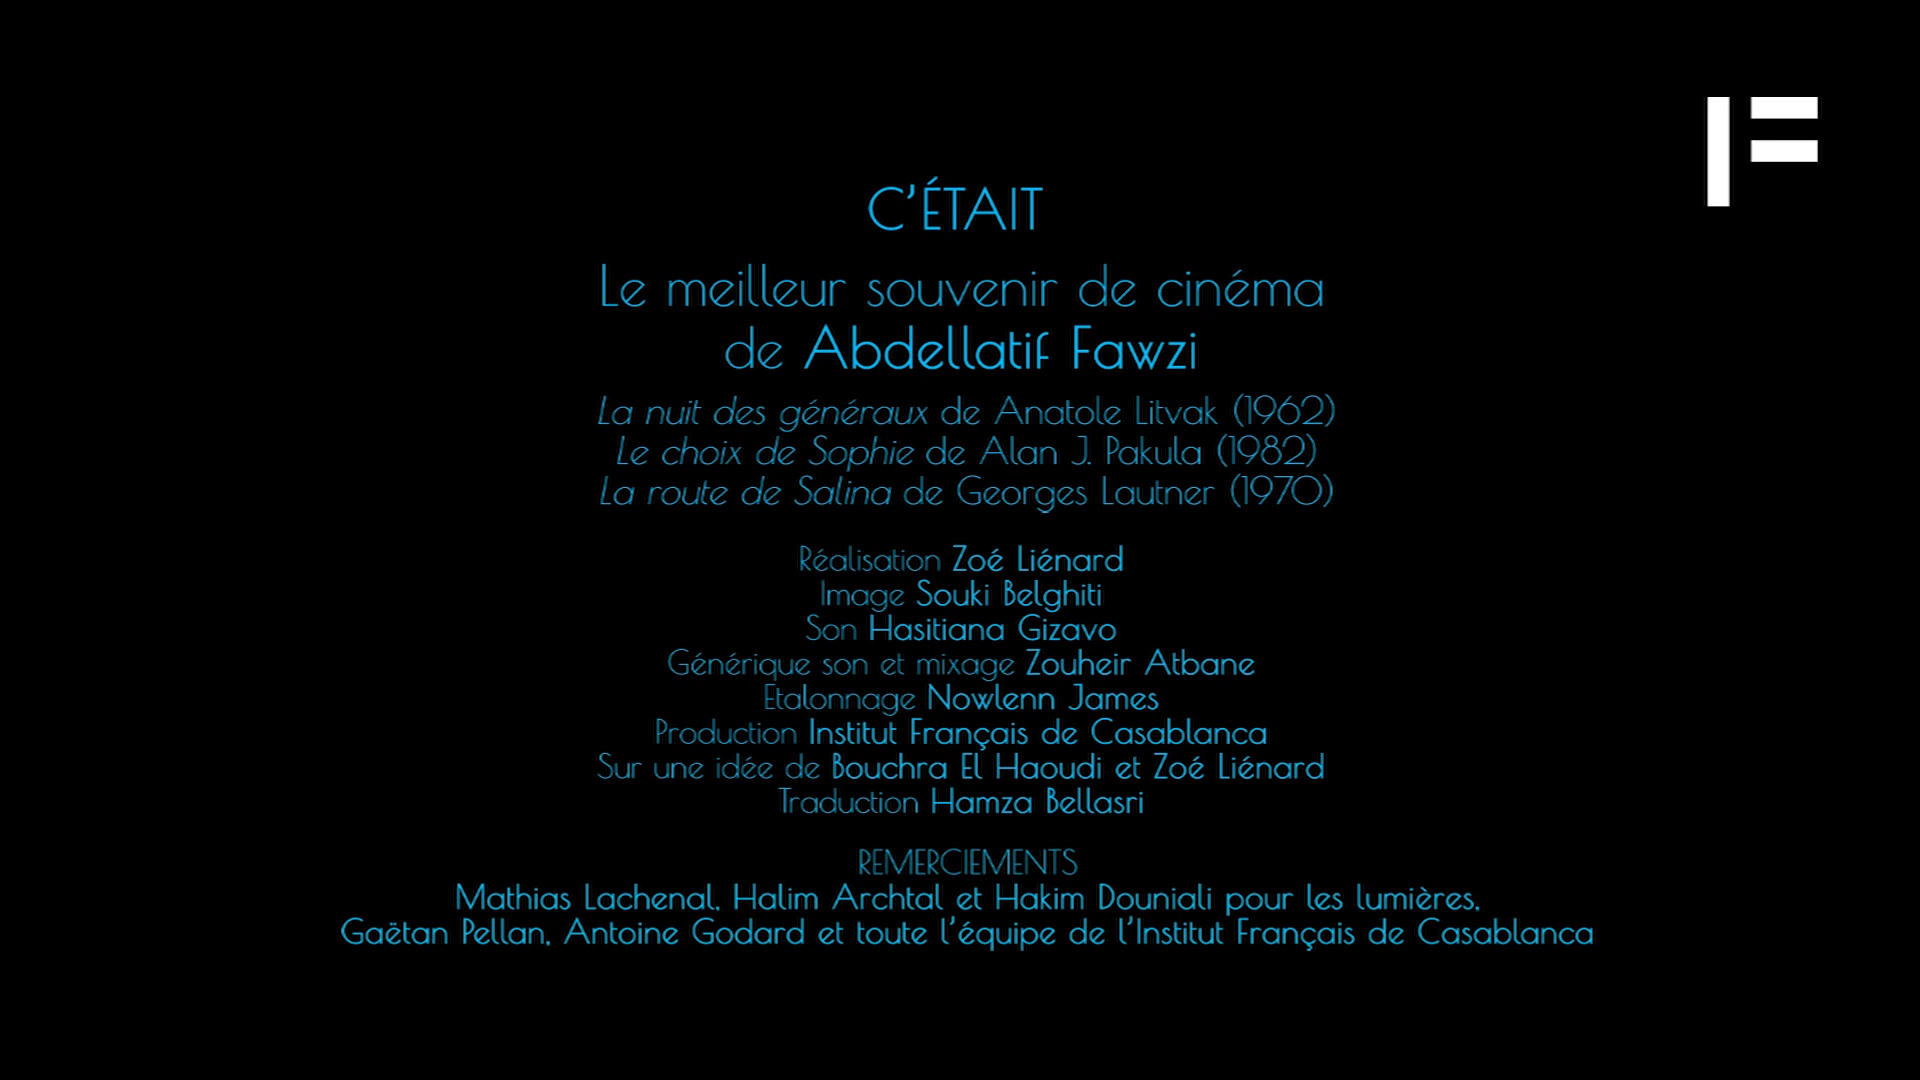 IF
C'ÉTAIT
Le meilleur souvenir de cinéma
de Abdellatif Fawzi
La nuit des généraux de Anatole Litvak (1962)
Le choix de Sophie de Alan J. Pakula (1982)
La route de Salina de Georges Lautner (1970)
Réalisation Zoé Liénard
Image Souki Belghiti
Son Hasitiana Gizavo
Générique son et mixage Zouheir Atbane
Etalonnage Nowlenn James
Production Institut Français de Casablanca
Sur une idée de Bouchra El Haoudi et Zoé Liénard
Traduction Hamza Bellasri
REMERCIEMENTS
Mathias Lachenal, Halim Archtal et Hakim Douniali pour les lumières,
Gaëtan Pellan, Antoine Godard et toute l'équipe de l'Institut Français de Casablanca